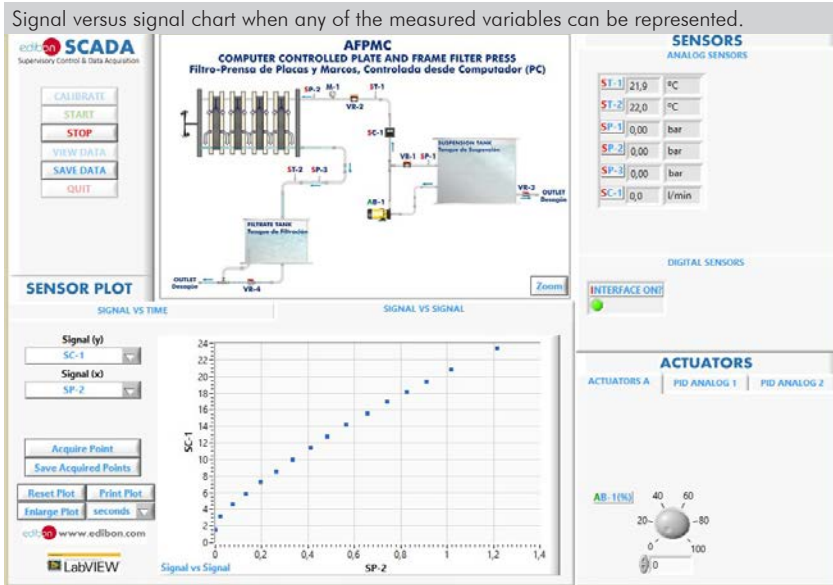 Signal versus signal chart when any of the measured variables can be represented.
edibon SCADA
Supervisory Control & Data Acquisition
CALIBRATE
START
STOP
VIEW DATA
SAVE DATA
QUIT
SENSOR PLOT
AFPMC
COMPUTER CONTROLLED PLATE AND FRAME FILTER PRESS
Filtro-Prensa de Placas y Marcos, Controlada desde Computador (PC)
SP-2
M-1
ST-1
VR-2
SC-1
SUSPENSION TANK
Tanque de Suspensión
VR-1
SP-1
ST-2
SP-3
AB-1
VR-3
OUTLET
Desagüe
FILTRATE TANK
Tanque de Filtración
OUTLET
Desagüe
VR-4
Zoom
SENSORS
ANALOG SENSORS
ST-1 21,9 ºC
ST-2 22,0 ºC
SP-1 0,00 bar
SP-2 0,00 bar
SP-3 0,00 bar
SC-1 0,0 l/min
DIGITAL SENSORS
INTERFACE ON?
SIGNAL VS TIME
SIGNAL VS SIGNAL
Signal (y)
SC-1
Signal (x)
SP-2
Acquire Point
Save Acquired Points
Reset Plot
Print Plot
Enlarge Plot
seconds
edibon www.edibon.com
LabVIEW
SC-1
24
22
20
18
16
14
12
10
8
6
4
2
0
0
0,2
0,4
0,6
0,8
1
1,2
1,4
Signal vs Signal
SP-2
ACTUATORS
ACTUATORS A
PID ANALOG 1
PID ANALOG 2
AB-1(%)
0
20
40
60
80
100
0